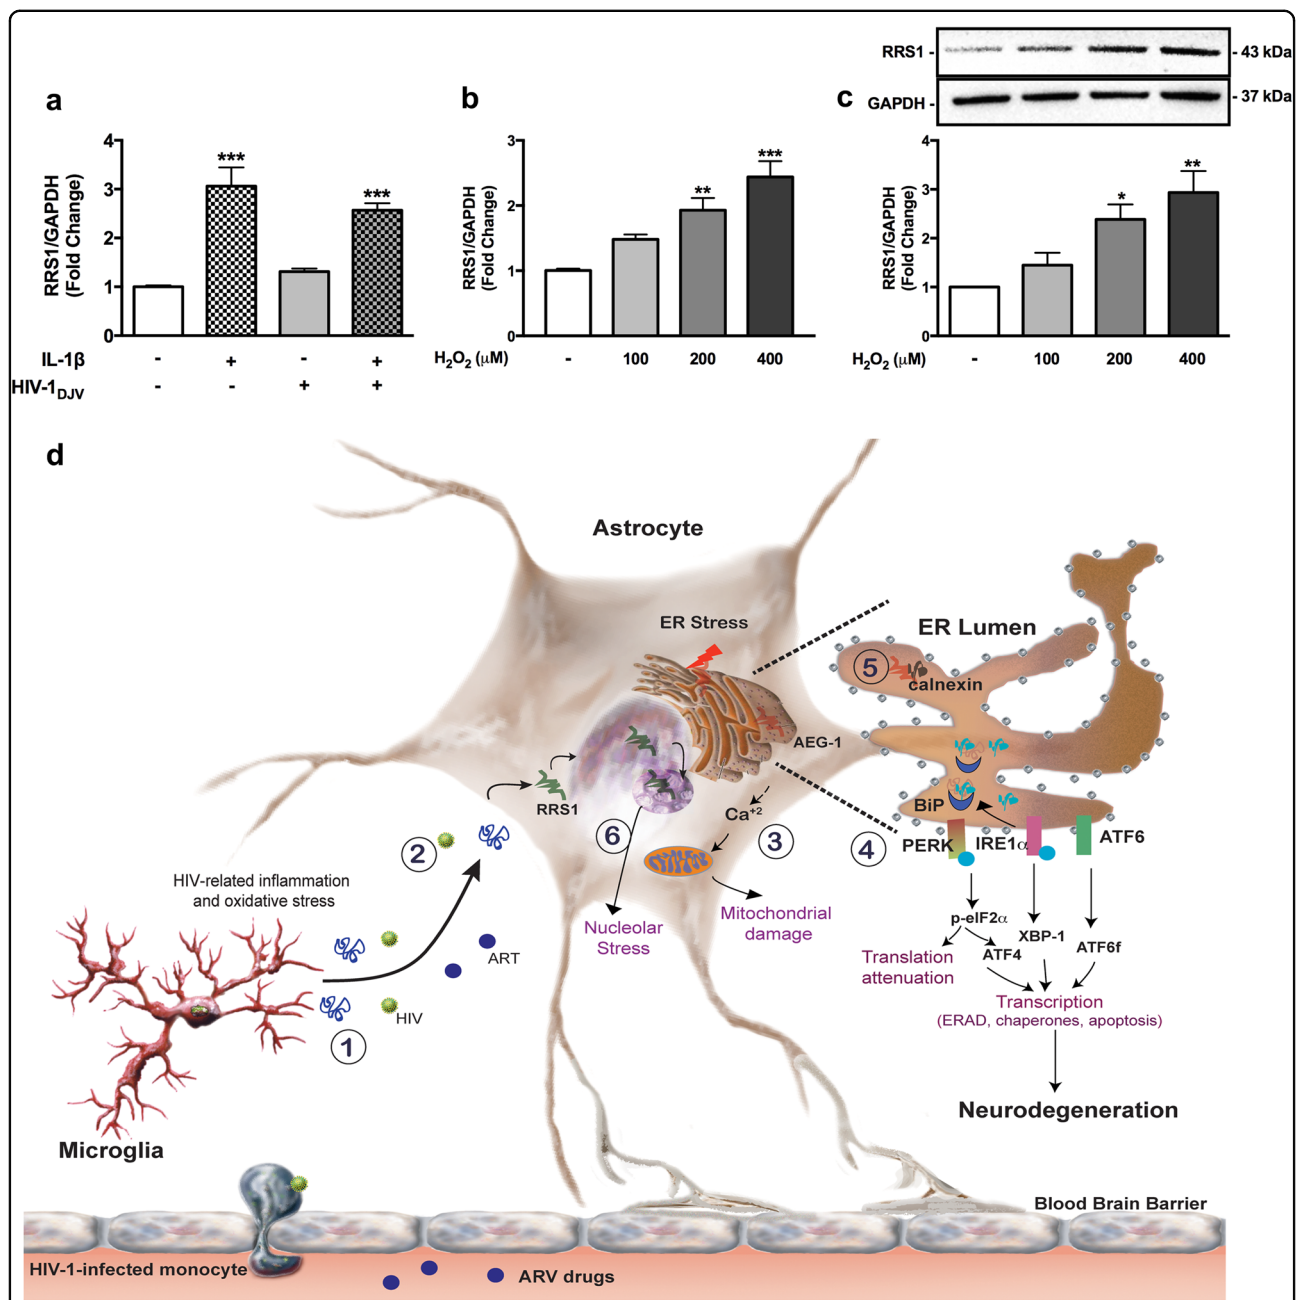 a
RRS1/GAPDH
(Fold Change)
4
3
2
1
0
***
***
IL-1β - + - +
HIV-1DJV - - + +
b
RRS1/GAPDH
(Fold Change)
3
2
1
0
**
***
H2O2 (μM) - 100 200 400
c
RRS1 - - 43 kDa
GAPDH - - 37 kDa
RRS1/GAPDH
(Fold Change)
4
3
2
1
0
*
**
H2O2 (μM) - 100 200 400
d
Astrocyte
ER Stress
ER Lumen
5
calnexin
AEG-1
RRS1
Ca+2
BiP
6
3
4
PERK
IRE1α
ATF6
2
HIV-related inflammation
and oxidative stress
Nucleolar
Stress
Mitochondrial
damage
p-eIF2α
XBP-1
ATF4
ATF6f
Translation
attenuation
ART
Transcription
(ERAD, chaperones, apoptosis)
HIV
1
Neurodegeneration
Microglia
Blood Brain Barrier
HIV-1-infected monocyte
ARV drugs